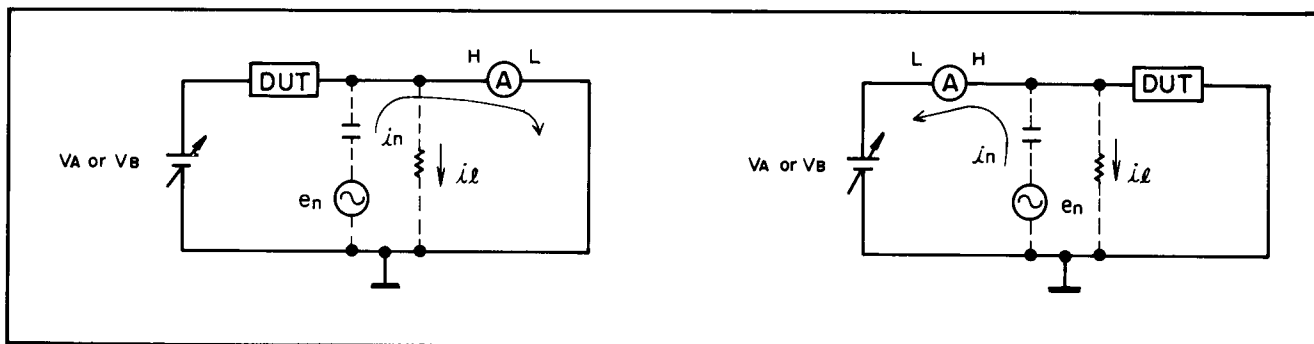 H L
DUT A
in
VA or VB
il
en
L H
A DUT
in
VA or VB
il
en